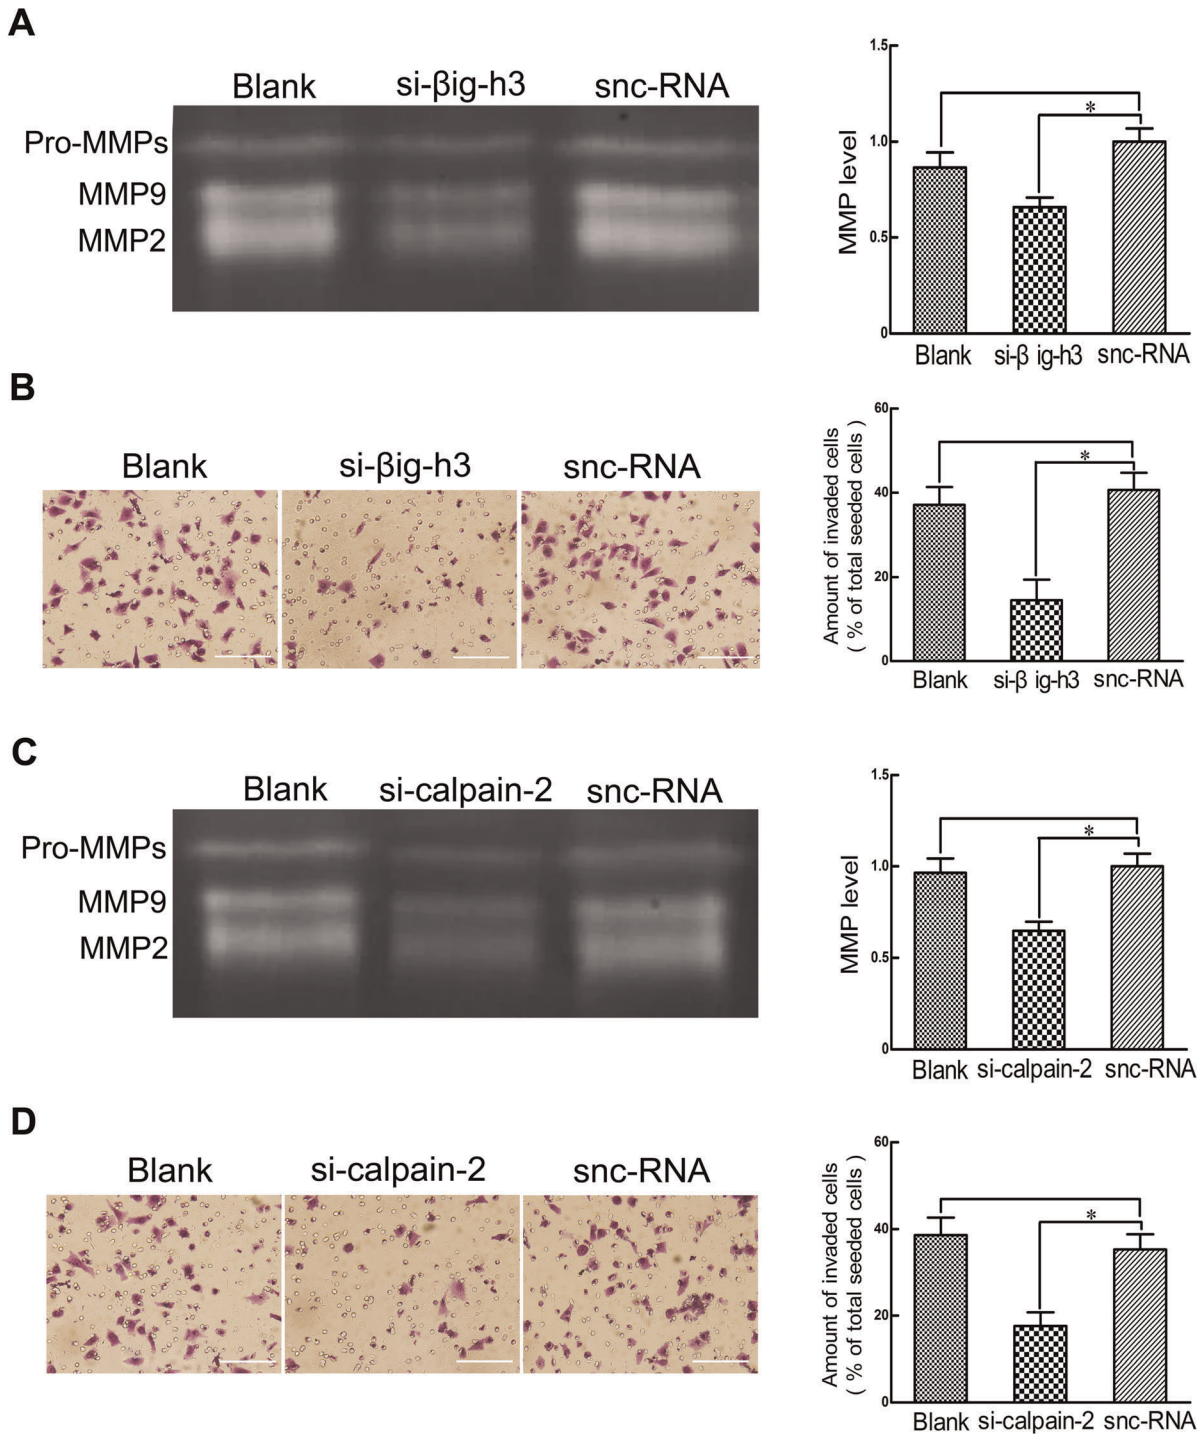 A
Blank si-βig-h3 snc-RNA
Pro-MMPs
MMP9
MMP2
MMP level
1.5
1.0
0.5
0
Blank si-β ig-h3 snc-RNA
*
B
Blank si-βig-h3 snc-RNA
Amount of invaded cells
( % of total seeded cells )
60
40
20
0
Blank si-β ig-h3 snc-RNA
*
C
Blank si-calpain-2 snc-RNA
Pro-MMPs
MMP9
MMP2
MMP level
1.5
1.0
0.5
0
Blank si-calpain-2 snc-RNA
*
D
Blank si-calpain-2 snc-RNA
Amount of invaded cells
( % of total seeded cells )
60
40
20
0
Blank si-calpain-2 snc-RNA
*